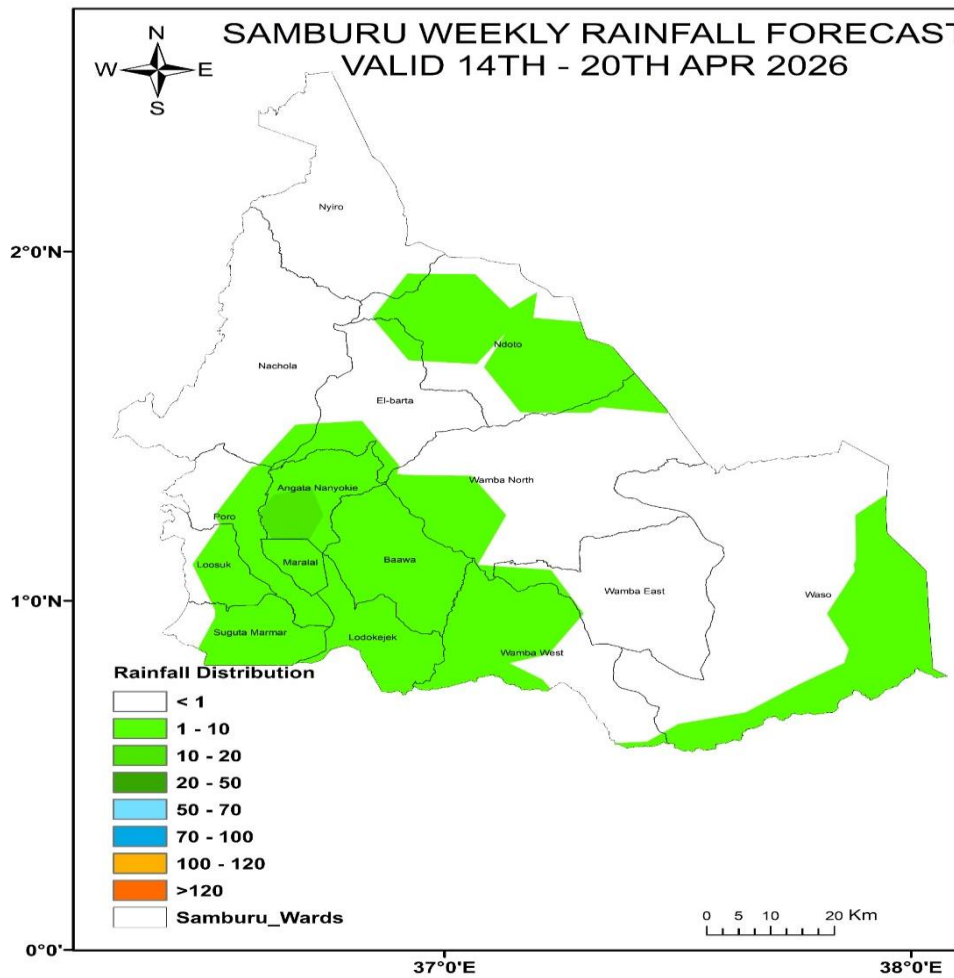 SAMBURU WEEKLY RAINFALL FORECAST
VALID 14TH - 20TH APR 2026
N
W E
S
Nyiro
2°0'N
Ndoto
Nachola
El-barta
Wamba North
Angata Nanyokie
Poro
Loosuk
Maralal
Baawa
1°0'N
Wamba East
Waso
Suguta Marmar
Lodokejek
Wamba West
Rainfall Distribution
< 1
1 - 10
10 - 20
20 - 50
50 - 70
70 - 100
100 - 120
>120
Samburu_Wards
0 5 10 20 Km
0°0'
37°0'E 38°0'E